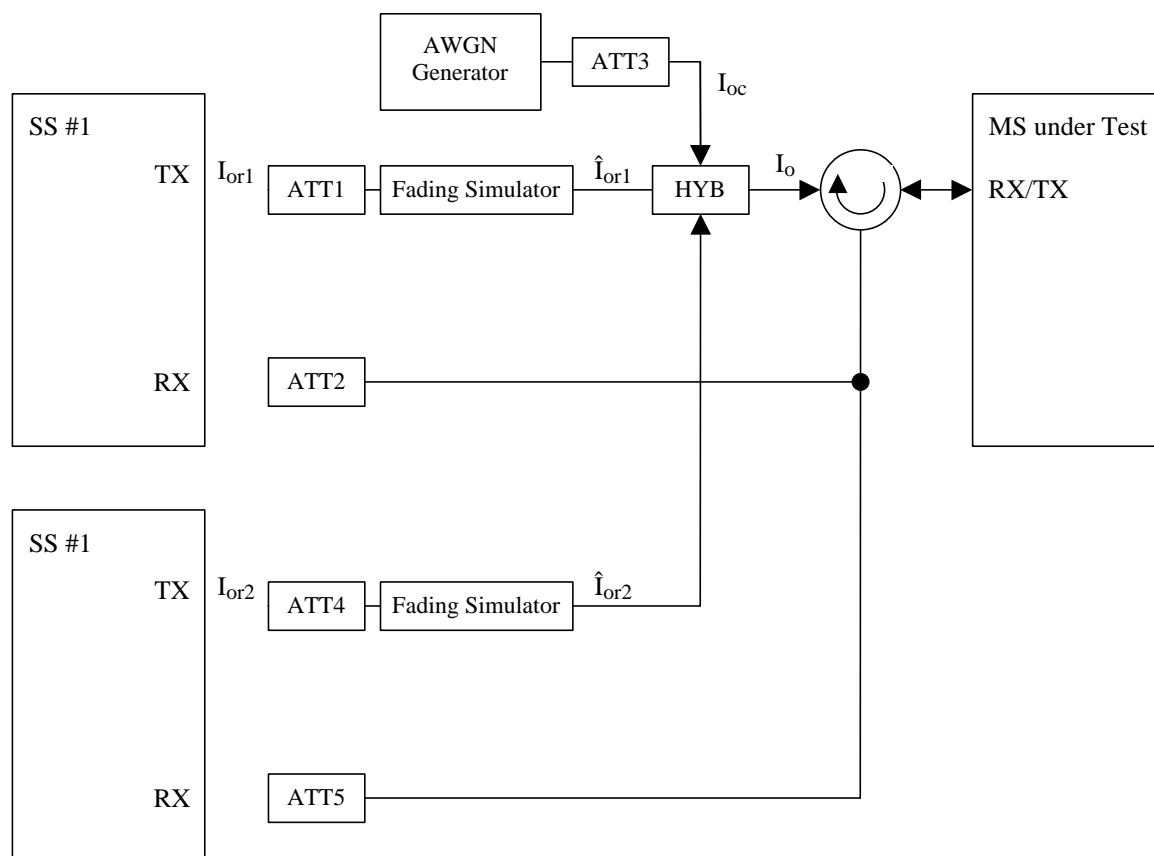 AWGN
Generator
ATT3
I_oc
SS #1
MS under Test
TX
I_or1
ATT1
Fading Simulator
Î_or1
HYB
I_o
RX/TX
RX
ATT2
SS #1
TX
I_or2
ATT4
Fading Simulator
Î_or2
RX
ATT5